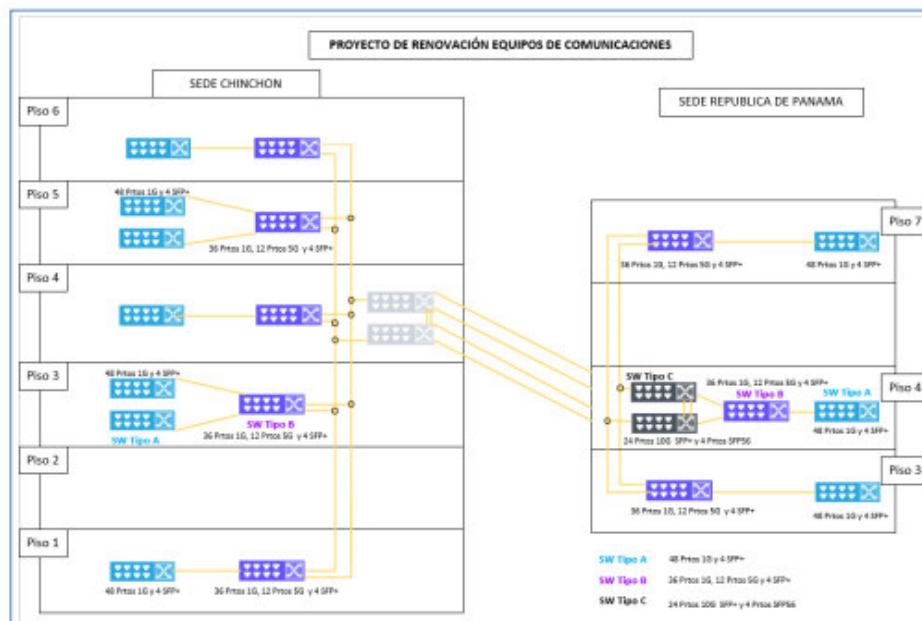 PROYECTO DE RENOVACIÓN EQUIPOS DE COMUNICACIONES
SEDE CHINCHON
SEDE REPUBLICA DE PANAMA
Piso 6
Piso 5
48 Prtos 1G y 4 SFP+
36 Prtos 1G, 12 Prtos 5G y 4 SFP+
Piso 4
Piso 3
48 Prtos 1G y 4 SFP+
SW Tipo A
SW Tipo B
36 Prtos 1G, 12 Prtos 5G y 4 SFP+
Piso 2
Piso 1
48 Prtos 1G y 4 SFP+
36 Prtos 1G, 12 Prtos 5G y 4 SFP+
Piso 7
36 Prtos 1G, 12 Prtos 5G y 4 SFP+
48 Prtos 1G y 4 SFP+
Piso 4
SW Tipo C
36 Prtos 1G, 12 Prtos 5G y 4 SFP+
SW Tipo B
SW Tipo A
48 Prtos 1G y 4 SFP+
24 Prtos 10G SFP+ y 4 Prtos SFP56
Piso 3
36 Prtos 1G, 12 Prtos 5G y 4 SFP+
48 Prtos 1G y 4 SFP+
SW Tipo A 48 Prtos 1G y 4 SFP+
SW Tipo B 36 Prtos 1G, 12 Prtos 5G y 4 SFP+
SW Tipo C 24 Prtos 10G SFP+ y 4 Prtos SFP56